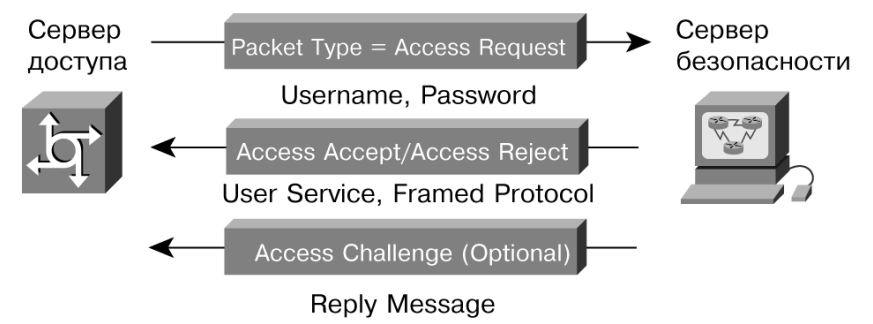 Сервер
доступа
Packet Type = Access Request
Сервер
безопасности
Username, Password
Access Accept/Access Reject
User Service, Framed Protocol
Access Challenge (Optional)
Reply Message